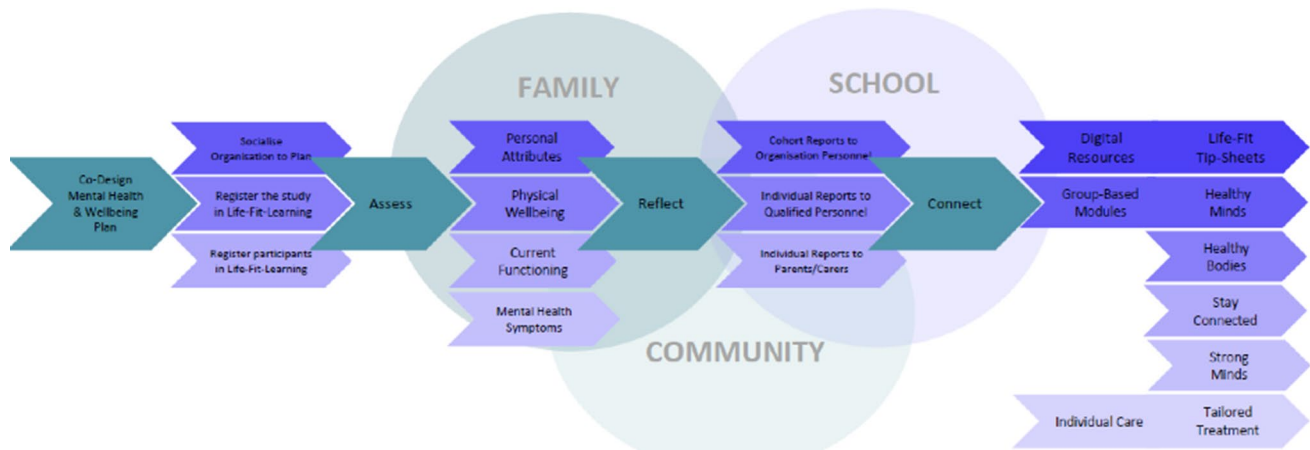 FAMILY
SCHOOL
COMMUNITY
Co-Design
Mental Health
& Wellbeing
Plan
Socialise
Organisation to Plan
Register the study
in Life-Fit-Learning
Register participants
in Life-Fit-Learning
Assess
Personal
Attributes
Physical
Wellbeing
Current
Functioning
Mental Health
Symptoms
Reflect
Cohort Reports to
Organisation Personnel
Individual Reports to
Qualified Personnel
Individual Reports to
Parents/Carers
Connect
Digital
Resources
Life-Fit
Tip-Sheets
Group-Based
Modules
Healthy
Minds
Healthy
Bodies
Stay
Connected
Strong
Minds
Individual Care
Tailored
Treatment